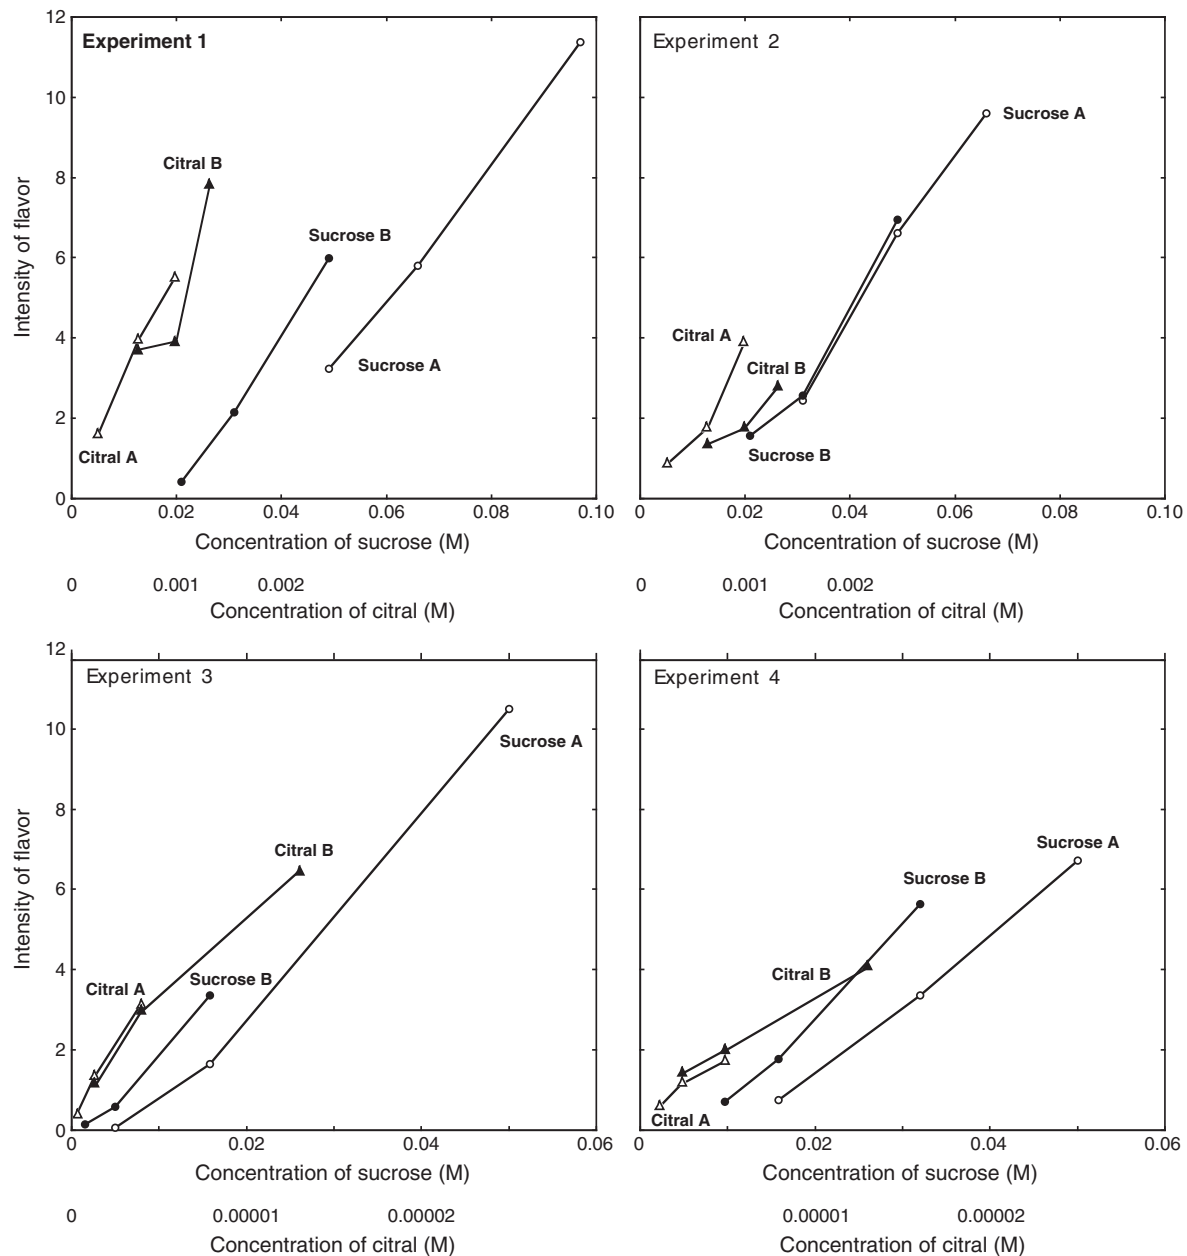 12
10
8
6
4
2
0
Intensity of flavor
Experiment 1
Citral B
Sucrose B
Sucrose A
Citral A
0 0.02 0.04 0.06 0.08 0.10
Concentration of sucrose (M)
0 0.001 0.002
Concentration of citral (M)
Experiment 2
Sucrose A
Citral A
Citral B
Sucrose B
0 0.02 0.04 0.06 0.08 0.10
Concentration of sucrose (M)
0 0.001 0.002
Concentration of citral (M)
12
10
8
6
4
2
0
Intensity of flavor
Experiment 3
Sucrose A
Citral B
Citral A
Sucrose B
0 0.02 0.04 0.06
Concentration of sucrose (M)
0 0.00001 0.00002
Concentration of citral (M)
Experiment 4
Sucrose A
Sucrose B
Citral B
Citral A
0 0.02 0.04 0.06
Concentration of sucrose (M)
0.00001 0.00002
Concentration of citral (M)